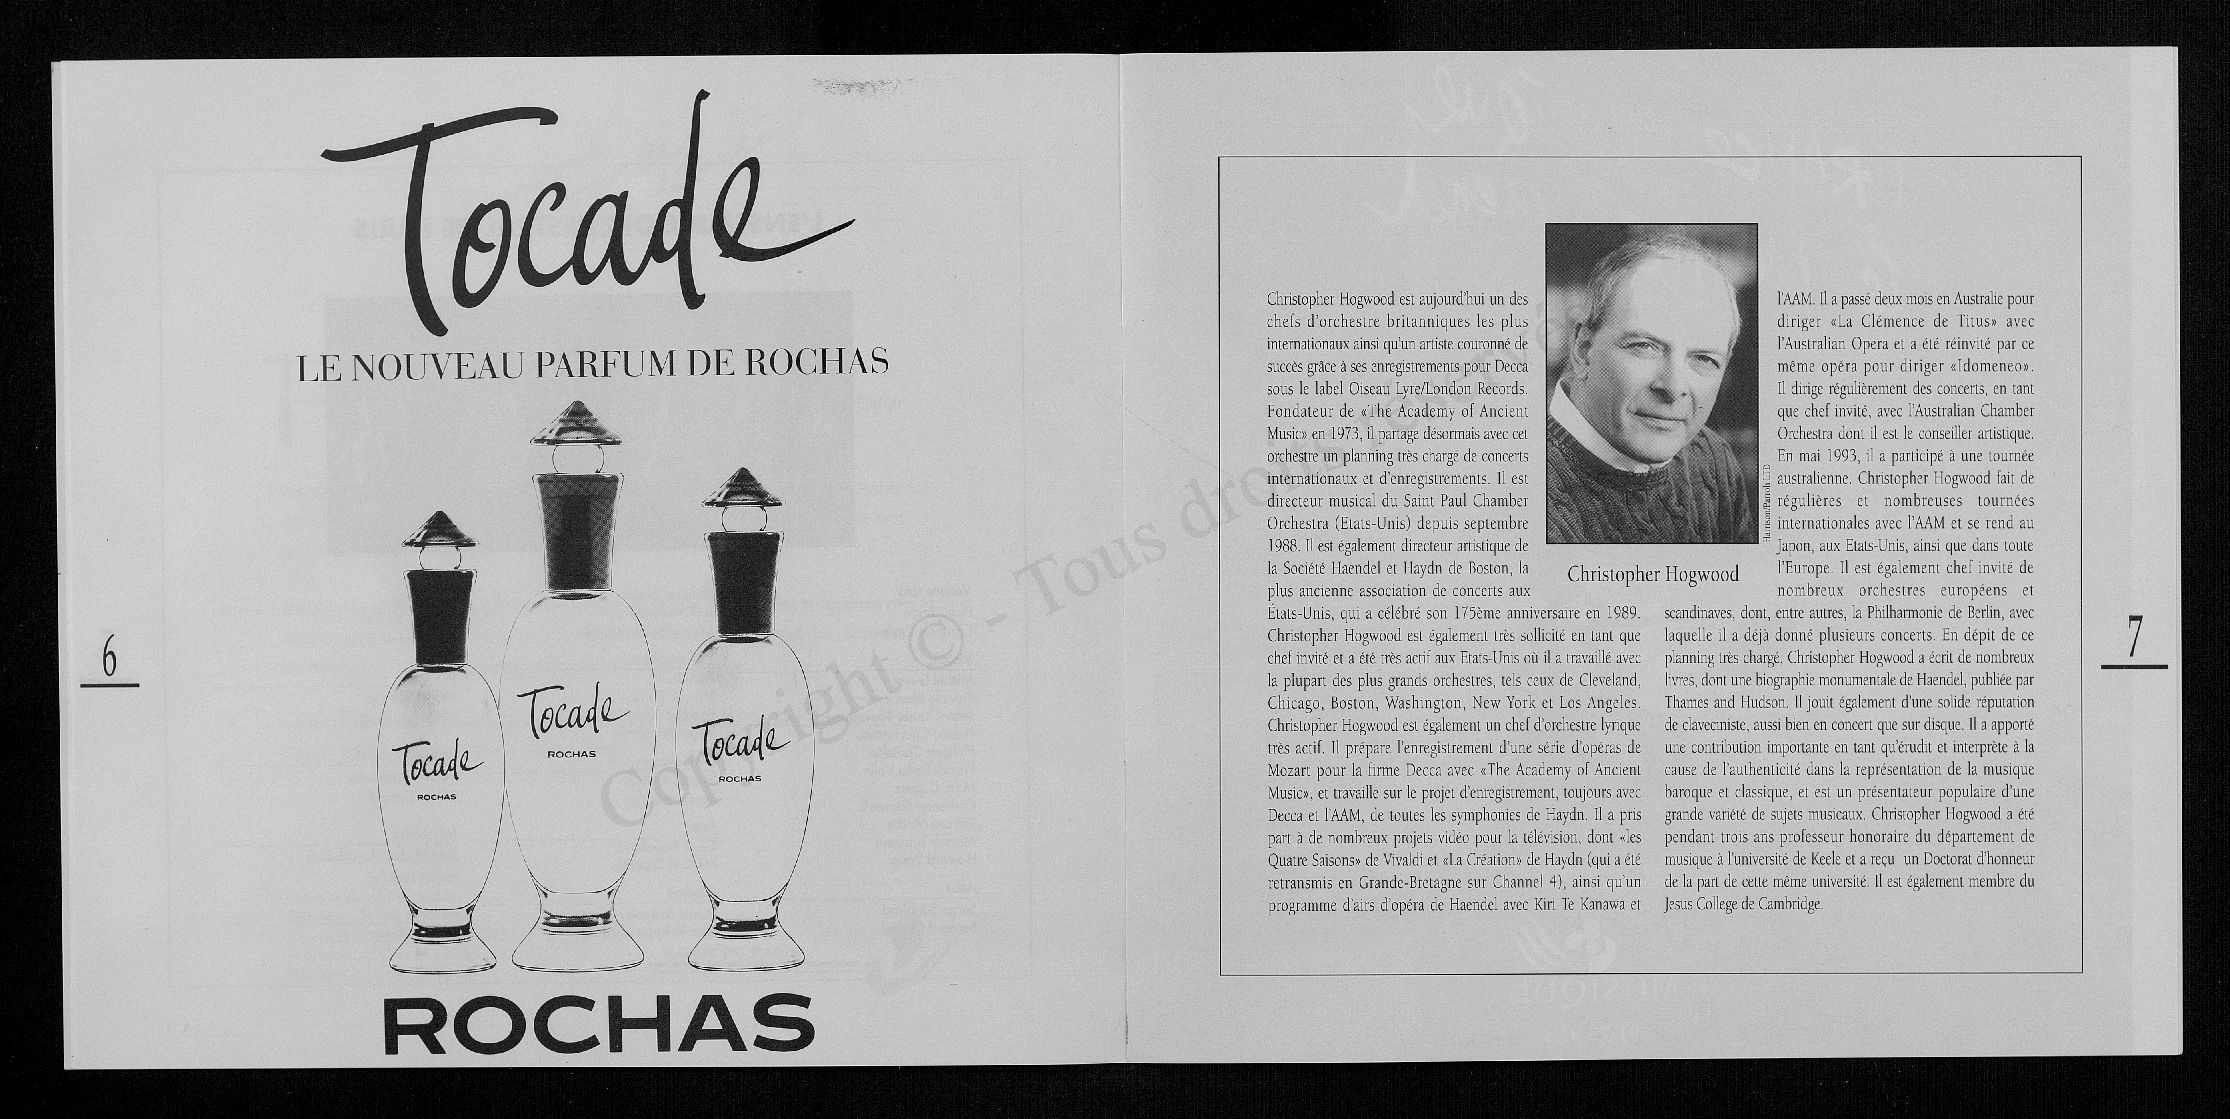 Tocade
LE NOUVEAU PARFUM DE ROCHAS
Tocade
ROCHAS
Tocade
ROCHAS
Tocade
ROCHAS
ROCHAS
6
Christopher Hogwood est aujourd'hui un des
chefs d'orchestre britanniques les plus
internationaux ainsi qu'un artiste couronné de
succès grâce à ses enregistrements pour Decca
sous le label Oiseau Lyre/London Records.
Fondateur de «The Academy of Ancient
Music» en 1973, il partage désormais avec cet
orchestre un planning très chargé de concerts
internationaux et d'enregistrements. Il est
directeur musical du Saint Paul Chamber
Orchestra (Etats-Unis) depuis septembre
1988. Il est également directeur artistique de
la Société Haendel et Haydn de Boston, la
plus ancienne association de concerts aux
États-Unis, qui a célébré son 175ème anniversaire en 1989.
Christopher Hogwood est également très sollicité en tant que
chef invité et a été très actif aux Etats-Unis où il a travaillé avec
la plupart des plus grands orchestres, tels ceux de Cleveland,
Chicago, Boston, Washington, New York et Los Angeles.
Christopher Hogwood est également un chef d'orchestre lyrique
très actif. Il prépare l'enregistrement d'une série d'opéras de
Mozart pour la firme Decca avec «The Academy of Ancient
Music», et travaille sur le projet d'enregistrement, toujours avec
Decca et l'AAM, de toutes les symphonies de Haydn. Il a pris
part à de nombreux projets vidéo pour la télévision, dont «les
Quatre Saisons» de Vivaldi et «La Création» de Haydn (qui a été
retransmis en Grande-Bretagne sur Channel 4), ainsi qu'un
programme d'airs d'opéra de Haendel avec Kiri Te Kanawa et
Harrison/Parrott LTD
Christopher Hogwood
l'AAM. Il a passé deux mois en Australie pour
diriger «La Clémence de Titus» avec
l'Australian Opera et a été réinvité par ce
même opéra pour diriger «Idomeneo».
Il dirige régulièrement des concerts, en tant
que chef invité, avec l'Australian Chamber
Orchestra dont il est le conseiller artistique.
En mai 1993, il a participé à une tournée
australienne. Christopher Hogwood fait de
régulières et nombreuses tournées
internationales avec l'AAM et se rend au
Japon, aux Etats-Unis, ainsi que dans toute
l'Europe. Il est également chef invité de
nombreux orchestres européens et
scandinaves, dont, entre autres, la Philharmonie de Berlin, avec
laquelle il a déjà donné plusieurs concerts. En dépit de ce
planning très chargé, Christopher Hogwood a écrit de nombreux
livres, dont une biographie monumentale de Haendel, publiée par
Thames and Hudson. Il jouit également d'une solide réputation
de claveciniste, aussi bien en concert que sur disque. Il a apporté
une contribution importante en tant qu'érudit et interprète à la
cause de l'authenticité dans la représentation de la musique
baroque et classique, et est un présentateur populaire d'une
grande variété de sujets musicaux. Christopher Hogwood a été
pendant trois ans professeur honoraire du département de
musique à l'université de Keele et a reçu un Doctorat d'honneur
de la part de cette même université. Il est également membre du
Jesus College de Cambridge.
7
Copyright © - Tous droits